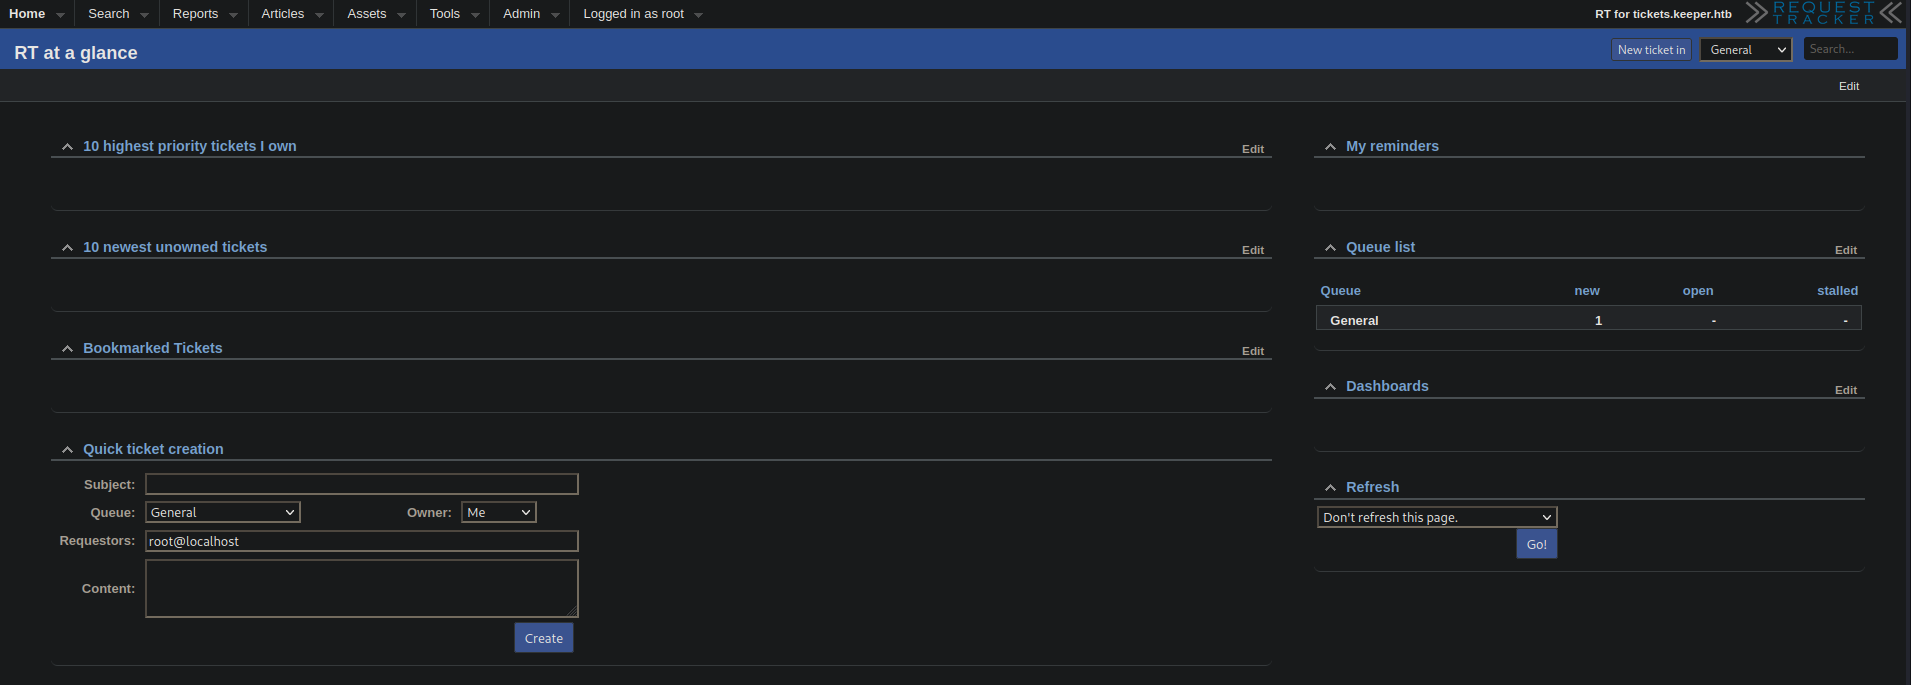 Home Search Reports Articles Assets Tools Admin Logged in as root RT for tickets.keeper.htb REQUEST TRACKER
RT at a glance New ticket in General Search...
Edit
10 highest priority tickets I own Edit
10 newest unowned tickets Edit
Bookmarked Tickets Edit
Quick ticket creation
Subject:
Queue: General Owner: Me
Requestors: root@localhost
Content:
Create
My reminders
Queue list Edit
Queue new open stalled
General 1 - -
Dashboards Edit
Refresh
Don't refresh this page.
Go!